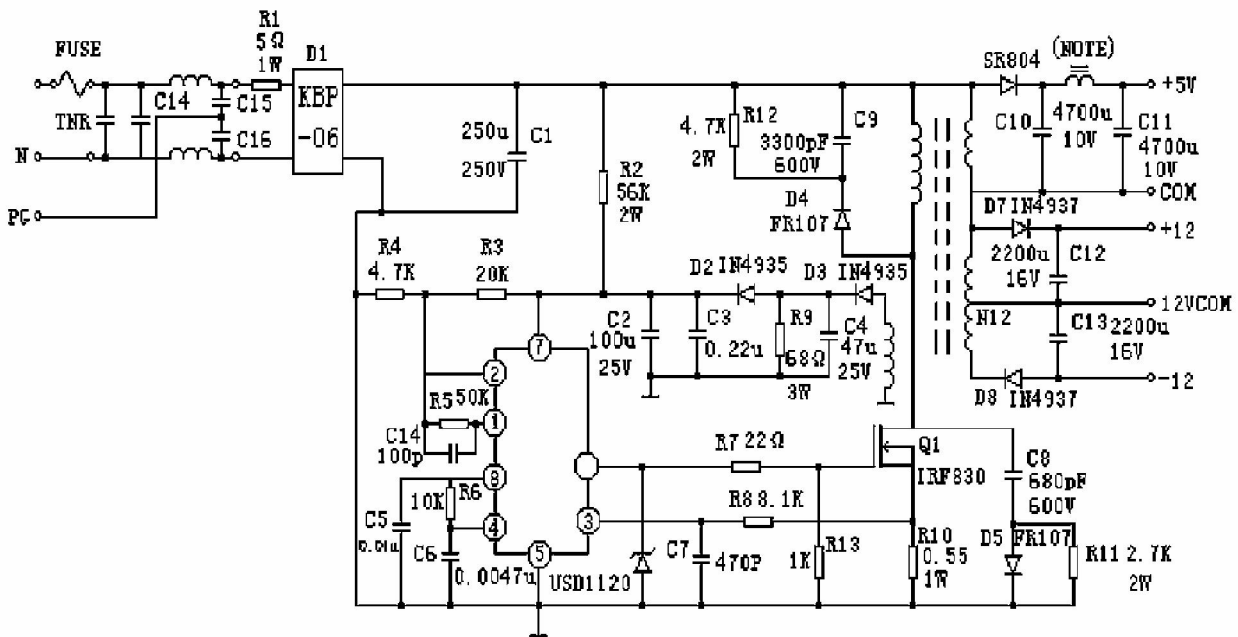 FUSE
TNR
N
PG
C14
R1
5Ω
1W
C15
C16
D1
KBP
-06
250u
250V
C1
R2
56K
2W
4.7K
2W
R12
3300pF
600V
C9
D4
FR107
SR804
(NOTE)
C10
4700u
10V
C11
4700u
10V
+5V
COM
D7 IN4937
2200u
16V
C12
+12
12VCOM
N12
C13
2200u
16V
-12
D8
IN4937
R4
4.7K
R3
20K
D2 IN4935
D3 IN4935
C2
100u
25V
C3
0.22u
R9
68Ω
3W
C4
47u
25V
7
2
R5 50K
1
C14
100p
8
R6
10K
4
C5
0.01u
C6
0.0047u
5
3
USD1120
R7 22Ω
R8 8.1K
C7
470P
R13
1K
Q1
IRF830
R10
0.55
1W
C8
680pF
600V
D5
FR107
R11 2.7K
2W